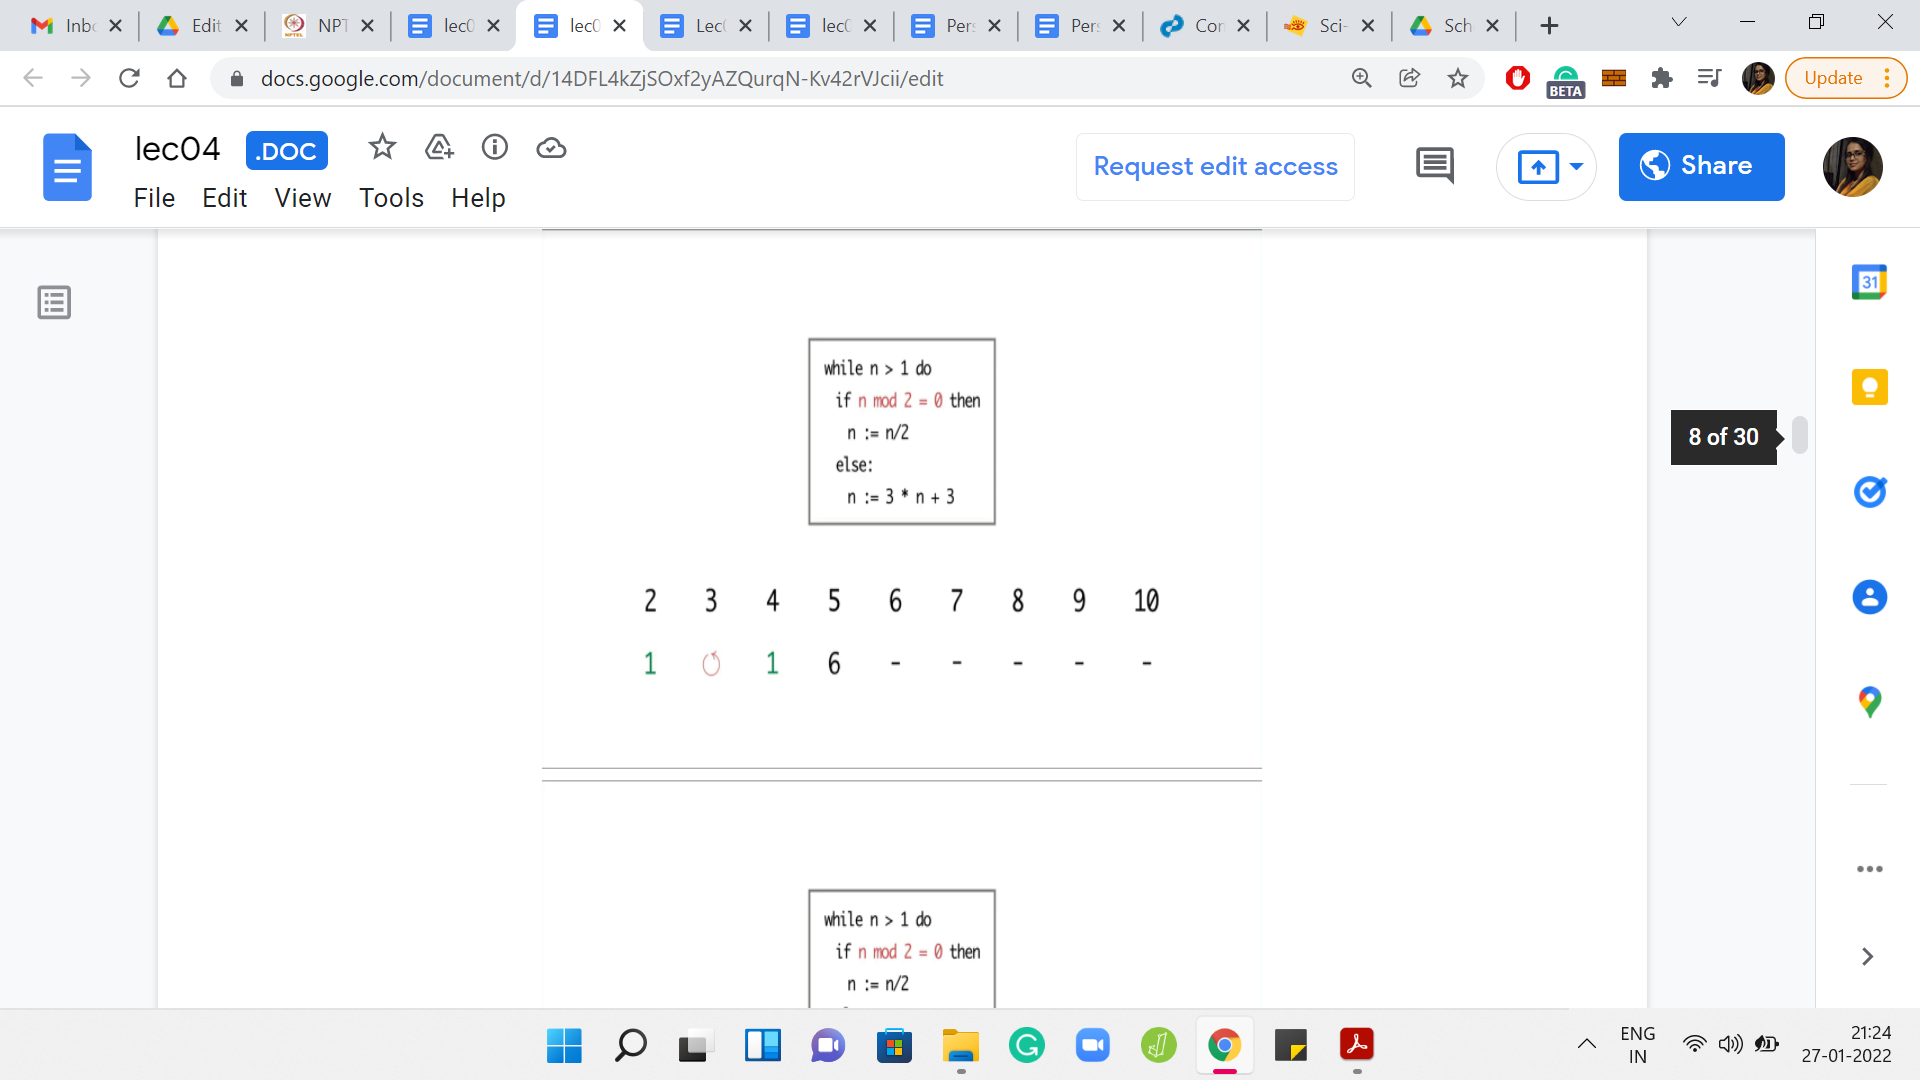 Inbc
Edit
NPT
lec0
lec0
Lec
lec0
Pers
Pers
Con
Sci-
Sch
docs.google.com/document/d/14DFL4kZjSOxf2yAZQurqN-Kv42rVJcii/edit
BETA
Update
lec04 .DOC
Request edit access
Share
File Edit View Tools Help
31
while n > 1 do
if n mod 2 = 0 then
n := n/2
else:
n := 3 * n + 3
8 of 30
2 3 4 5 6 7 8 9 10
1 1 6 - - - - -
while n > 1 do
if n mod 2 = 0 then
n := n/2
ENG
IN
21:24
27-01-2022